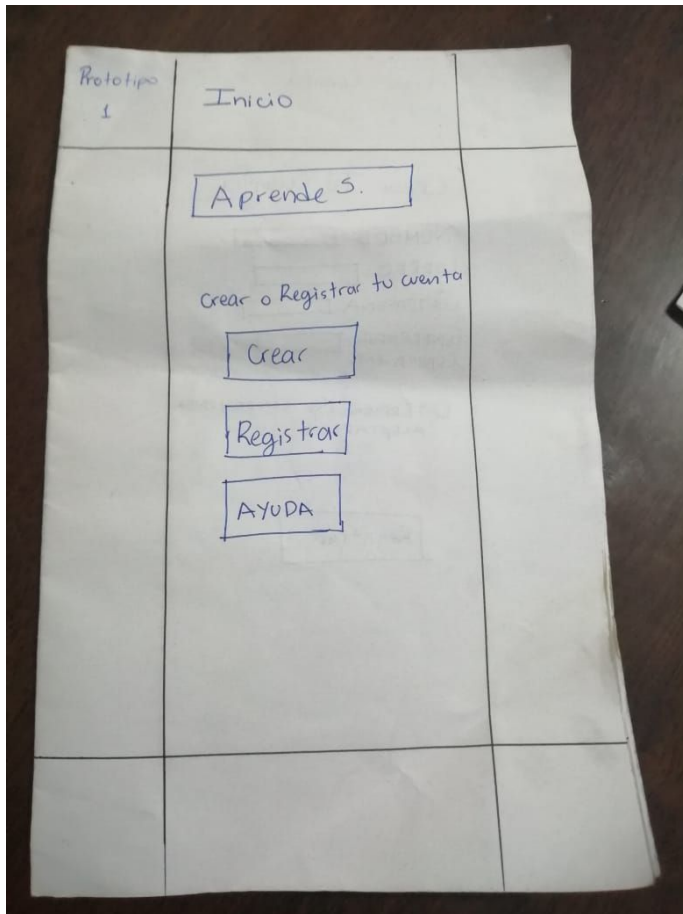 Prototipo
1
Inicio
Aprende S.
Crear o Registrar tu cuenta
Crear
Registrar
AYUDA